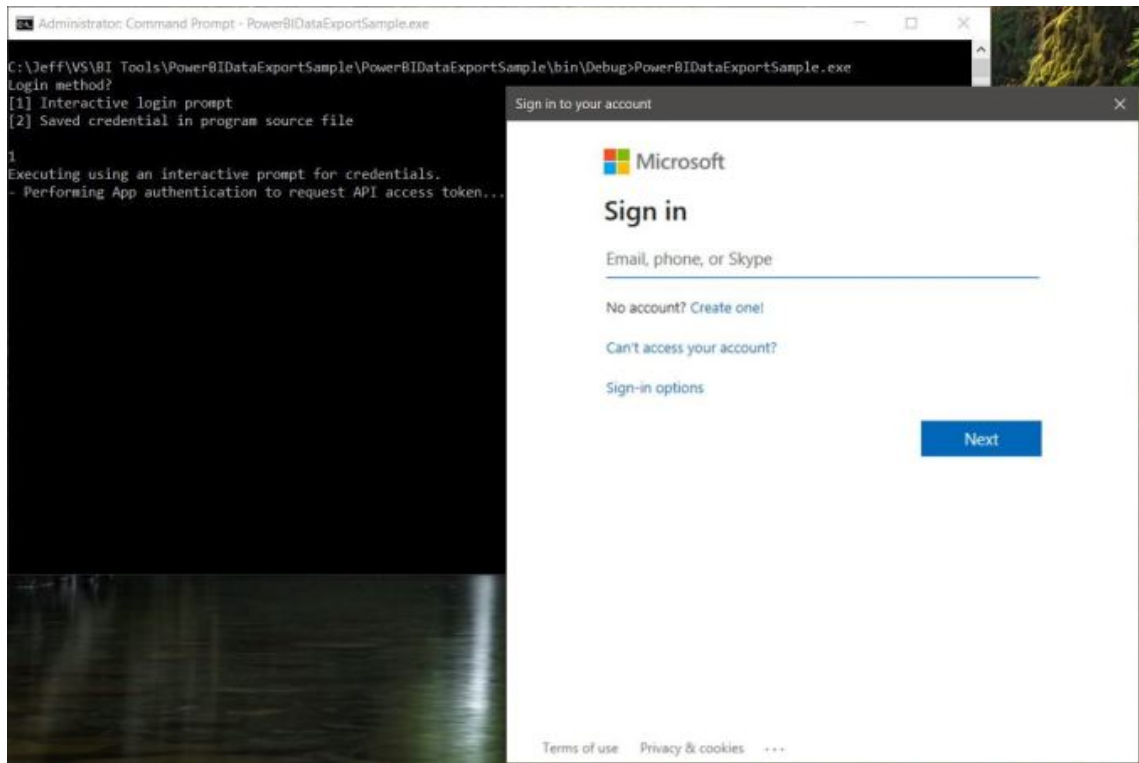 Administrator: Command Prompt - PowerBIDataExportSample.exe
C:\Jeff\VS\BI Tools\PowerBIDataExportSample\PowerBIDataExportSample\bin\Debug>PowerBIDataExportSample.exe
Login method?
[1] Interactive login prompt
[2] Saved credential in program source file
1
Executing using an interactive prompt for credentials.
- Performing App authentication to request API access token...
Sign in to your account
Microsoft
Sign in
Email, phone, or Skype
No account? Create one!
Can't access your account?
Sign-in options
Next
Terms of use Privacy & cookies ...